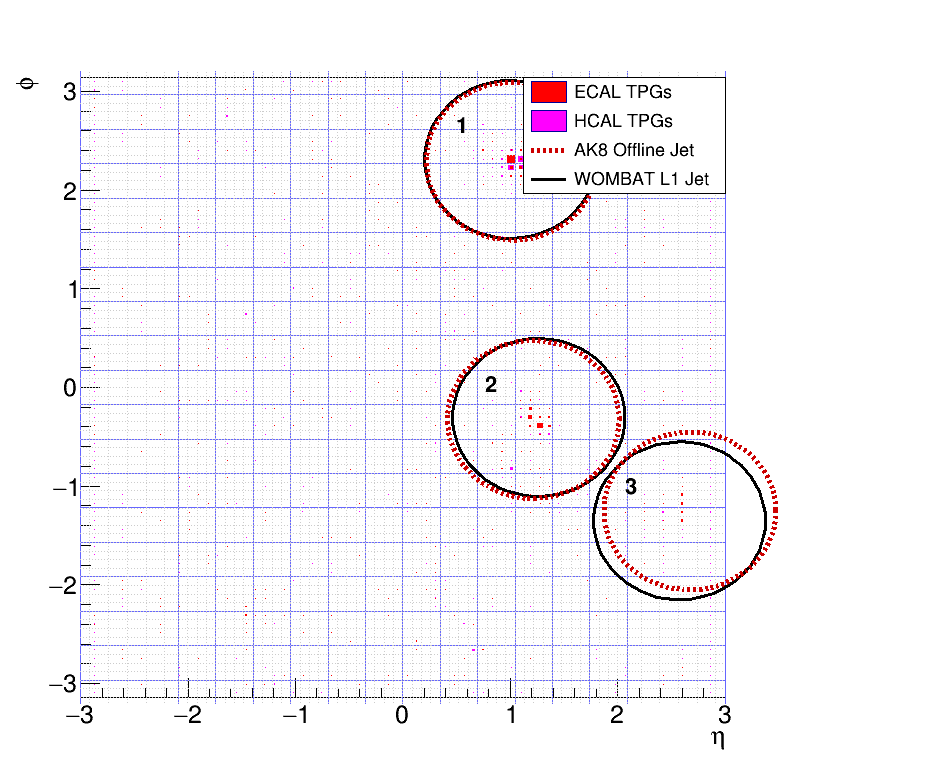 φ
3
2
1
0
−1
−2
−3
1
2
3
ECAL TPGs
HCAL TPGs
AK8 Offline Jet
WOMBAT L1 Jet
−3 −2 −1 0 1 2 3
η